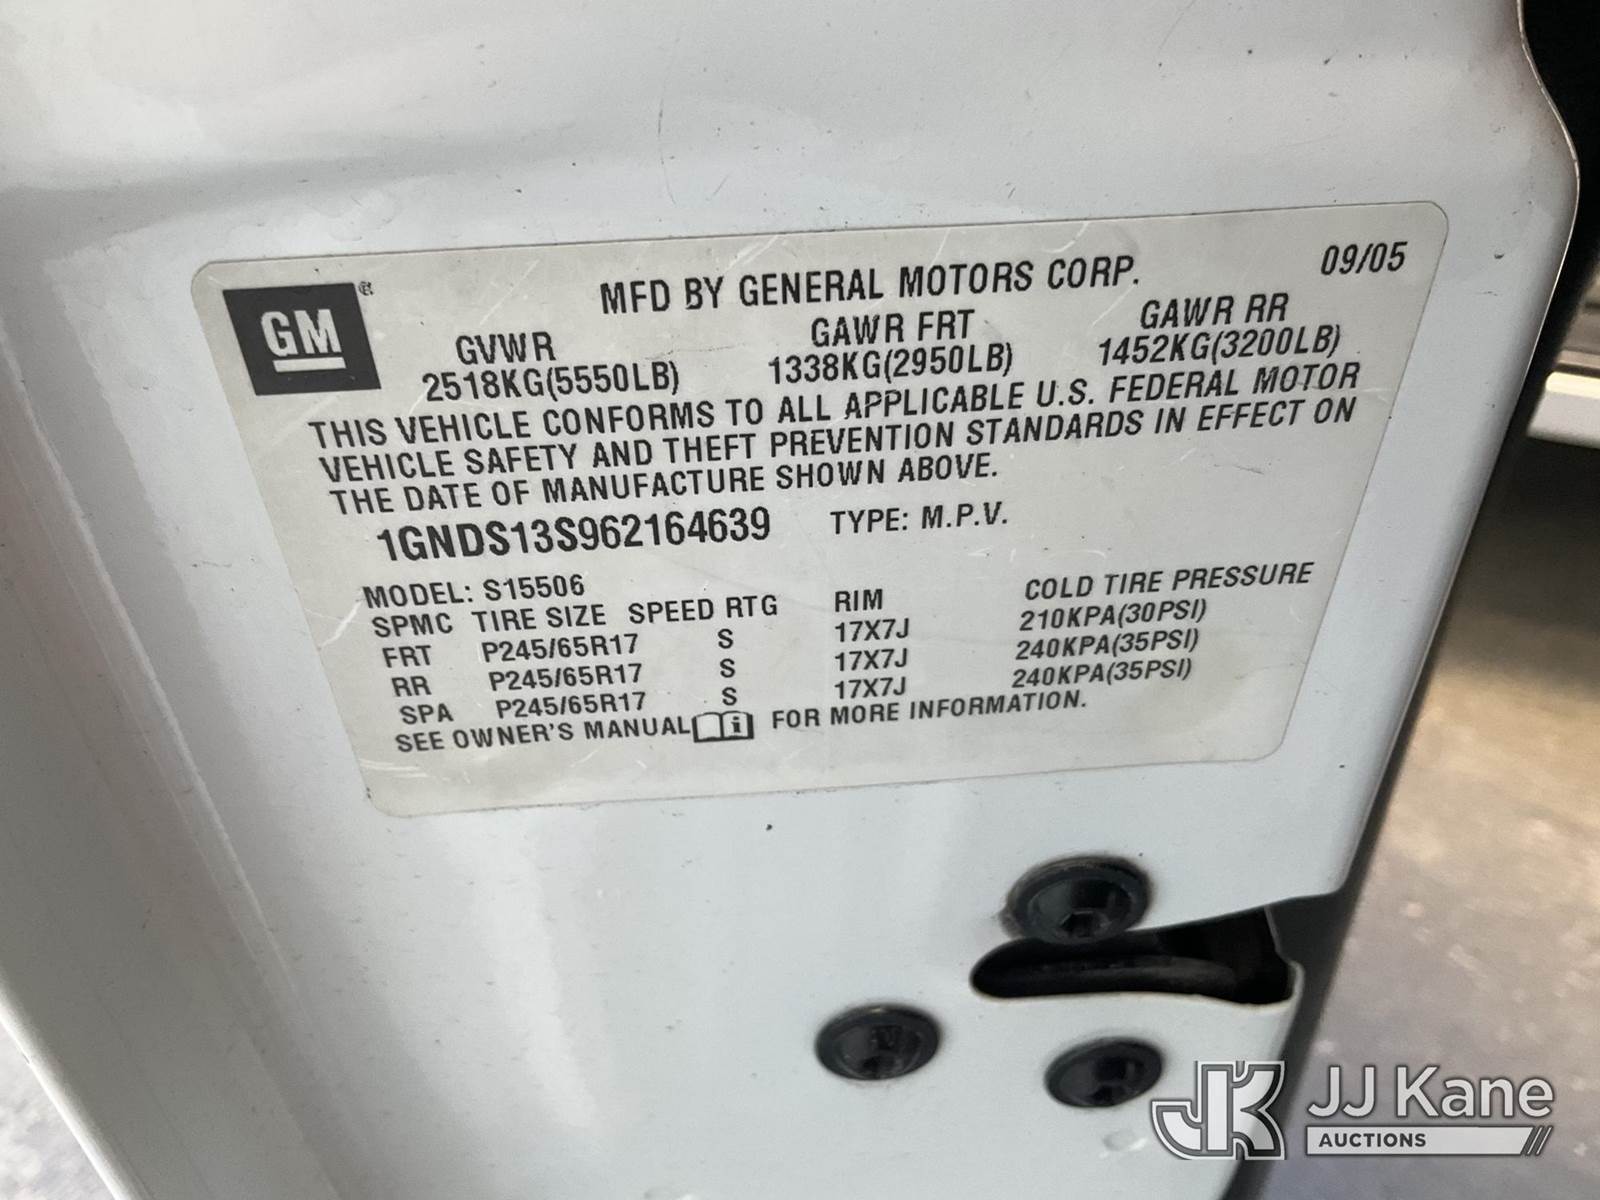 GM®
MFD BY GENERAL MOTORS CORP. 09/05
GVWR GAWR FRT GAWR RR
2518KG(5550LB) 1338KG(2950LB) 1452KG(3200LB)
THIS VEHICLE CONFORMS TO ALL APPLICABLE U.S. FEDERAL MOTOR
VEHICLE SAFETY AND THEFT PREVENTION STANDARDS IN EFFECT ON
THE DATE OF MANUFACTURE SHOWN ABOVE.
1GNDS13S962164639 TYPE: M.P.V.
MODEL: S15506
SPMC TIRE SIZE SPEED RTG RIM COLD TIRE PRESSURE
FRT P245/65R17 S 17X7J 210KPA(30PSI)
RR P245/65R17 S 17X7J 240KPA(35PSI)
SPA P245/65R17 S 17X7J 240KPA(35PSI)
SEE OWNER'S MANUAL i FOR MORE INFORMATION.
JK JJ Kane
AUCTIONS